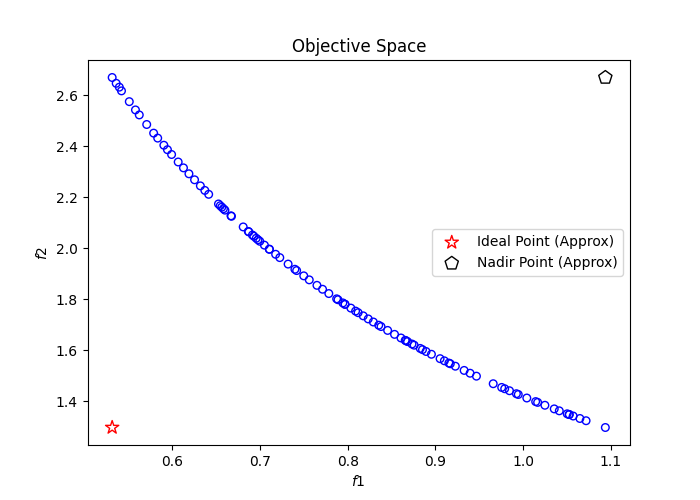 Objective Space
f2
2.6
2.4
2.2
2.0
1.8
1.6
1.4
Ideal Point (Approx)
Nadir Point (Approx)
0.6 0.7 0.8 0.9 1.0 1.1
f1